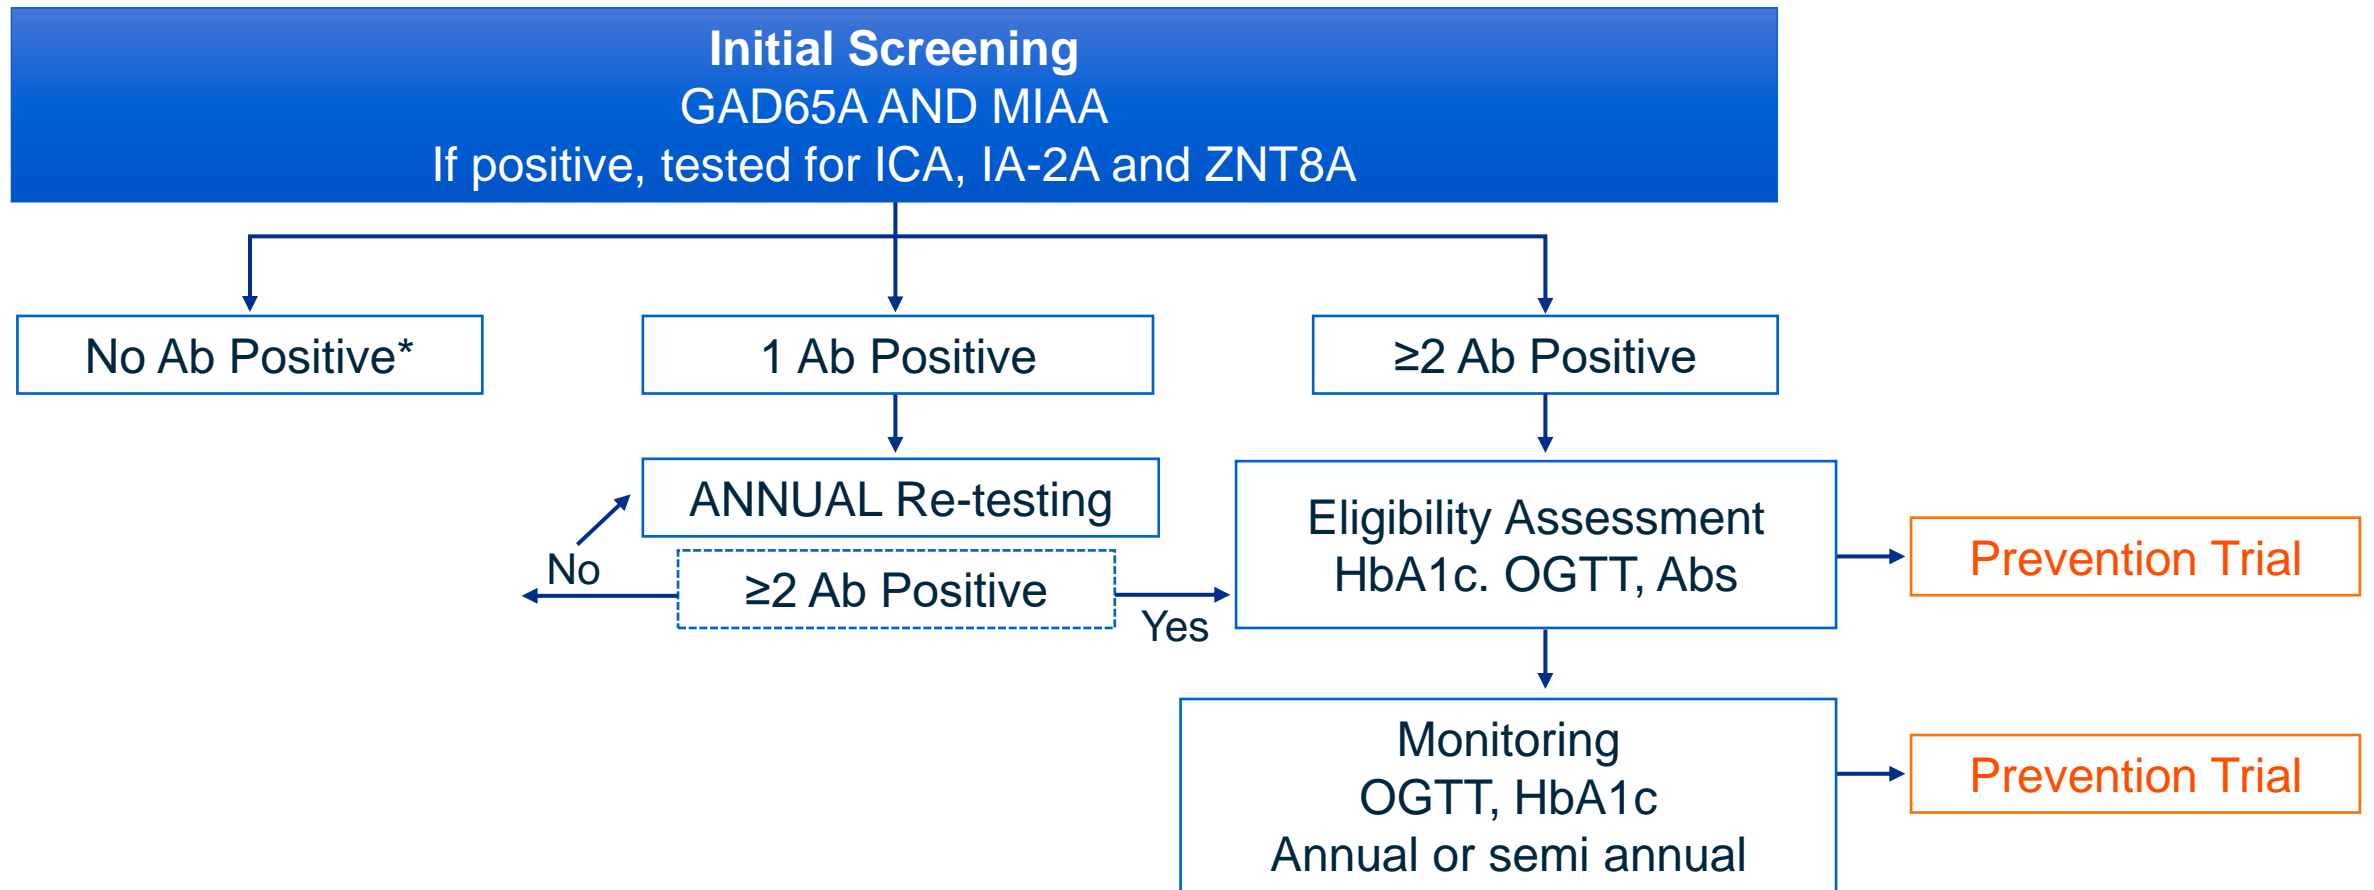 Initial Screening
GAD65A AND MIAA
If positive, tested for ICA, IA-2A and ZNT8A
No Ab Positive*
1 Ab Positive
≥2 Ab Positive
ANNUAL Re-testing
Eligibility Assessment
HbA1c. OGTT, Abs
Prevention Trial
No
≥2 Ab Positive
Yes
Monitoring
OGTT, HbA1c
Annual or semi annual
Prevention Trial